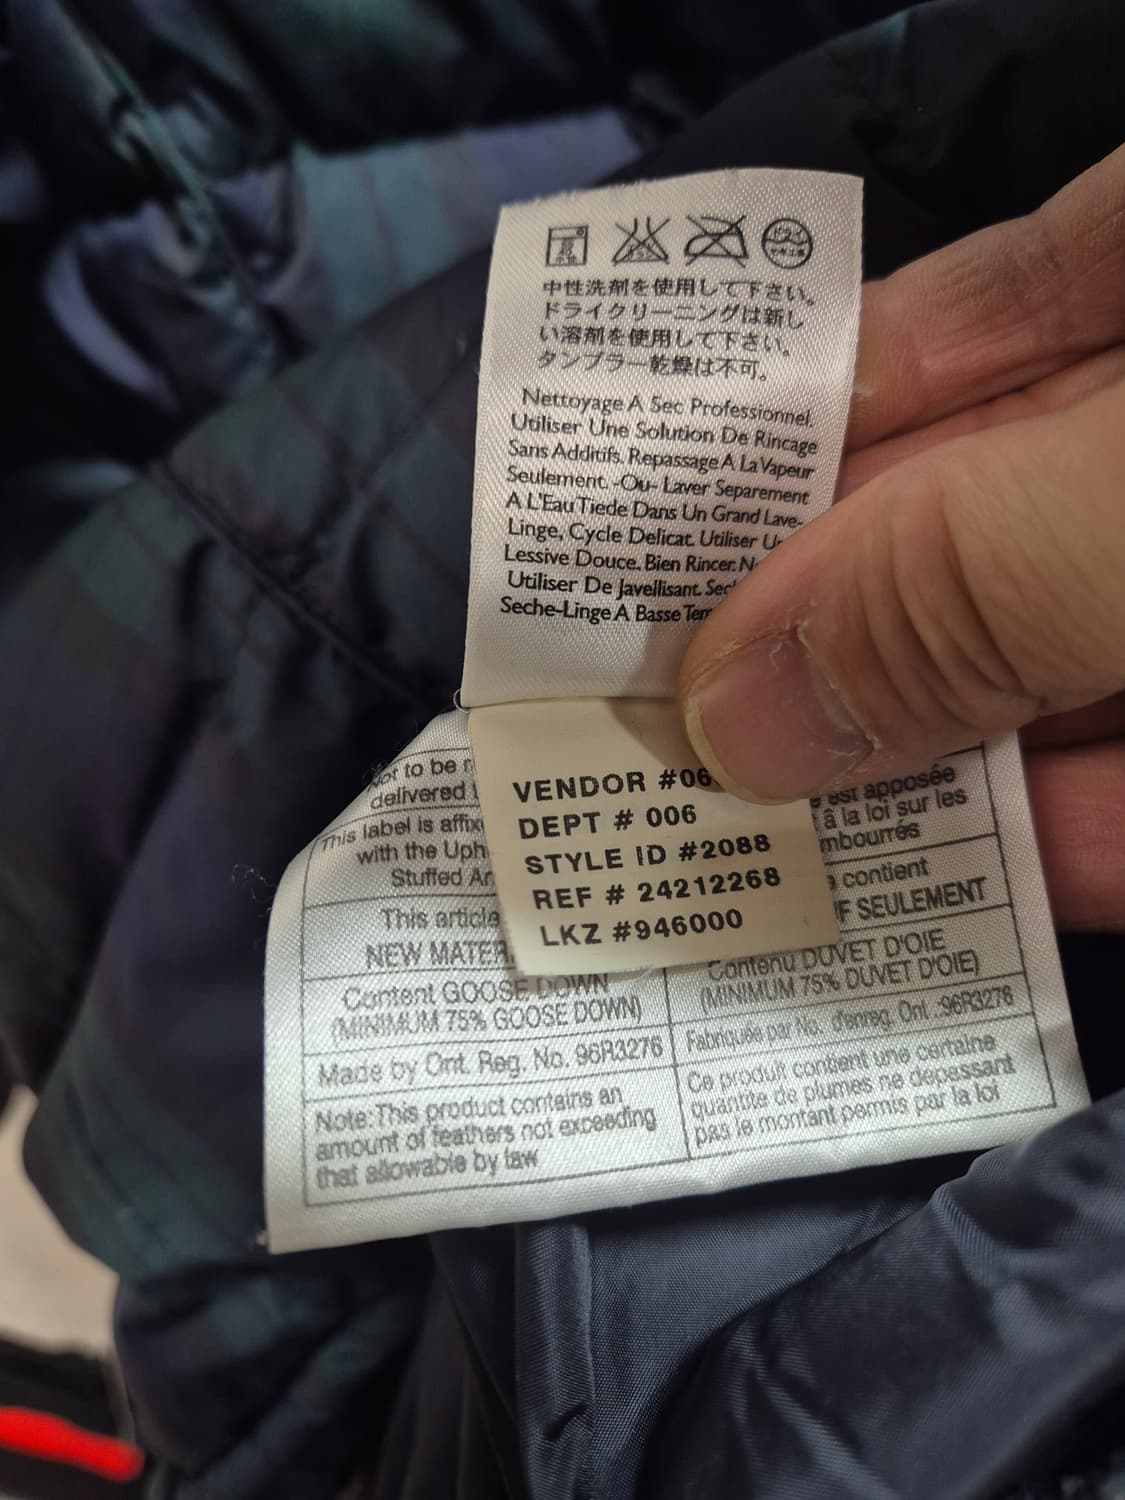 中性洗剤を使用して下さい。
ドライクリーニングは新し
い溶剤を使用して下さい。
タンブラー乾燥は不可。
Nettoyage A Sec Professionnel.
Utiliser Une Solution De Rincage
Sans Additifs. Repassage A La Vapeur
Seulement. -Ou- Laver Separement
A L'Eau Tiede Dans Un Grand Lave-
Linge, Cycle Delicat. Utiliser
Lessive Douce. Bien Rincer.
Utiliser De Javellisant.
Seche-Linge A Basse
VENDOR #06
DEPT # 006
STYLE ID #2088
REF # 24212268
LKZ #946000
to be
delivered
This label is
with the
Stuffed
This article
NEW
Content GOOSE DOWN
(MINIMUM 75% GOOSE DOWN)
Made by Ont. Reg. No. 96R3276
Note: This product contains an
amount of feathers not exceeding
that allowable by law
est apposée
à la loi sur les
contient
SEULEMENT
Contenu DUVET D'OIE
(MINIMUM 75% DUVET D'OIE)
Fabriquée par No. d'enreg. Ont .:96R3276
Ce produit contient une certaine
quantite de plumes ne depassant
pas le montant permis par la loi